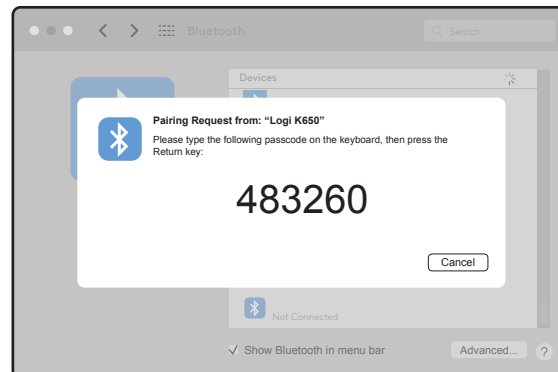 Bluetooth
Search
Devices
Pairing Request from: “Logi K650”
Please type the following passcode on the keyboard, then press the
Return key:
483260
Cancel
Not Connected
Show Bluetooth in menu bar
Advanced...
?